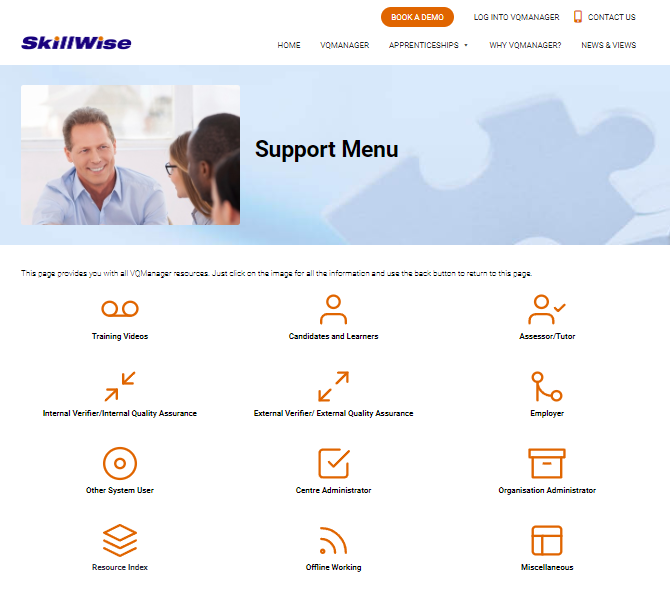 BOOK A DEMO LOG INTO VQMANAGER CONTACT US
SkillWise
HOME VQMANAGER APPRENTICESHIPS WHY VQMANAGER? NEWS & VIEWS
Support Menu
This page provides you with all VQManager resources. Just click on the image for all the information and use the back button to return to this page.
Training Videos Candidates and Learners Assessor/Tutor
Internal Verifier/Internal Quality Assurance External Verifier/ External Quality Assurance Employer
Other System User Centre Administrator Organisation Administrator
Resource Index Offline Working Miscellaneous